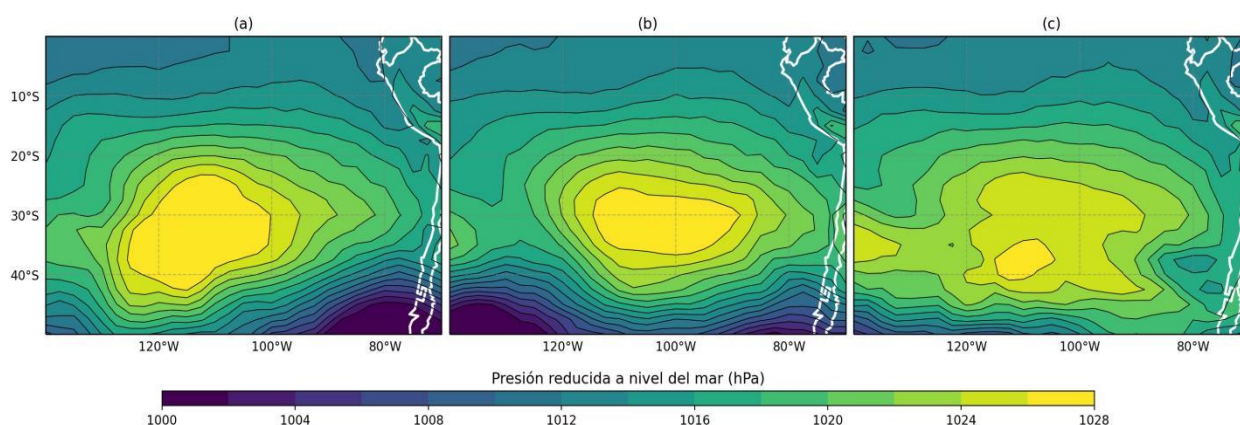 (a) (b) (c)
10°S
20°S
30°S
40°S
120°W 100°W 80°W 120°W 100°W 80°W 120°W 100°W 80°W
Presión reducida a nivel del mar (hPa)
1000 1004 1008 1012 1016 1020 1024 1028